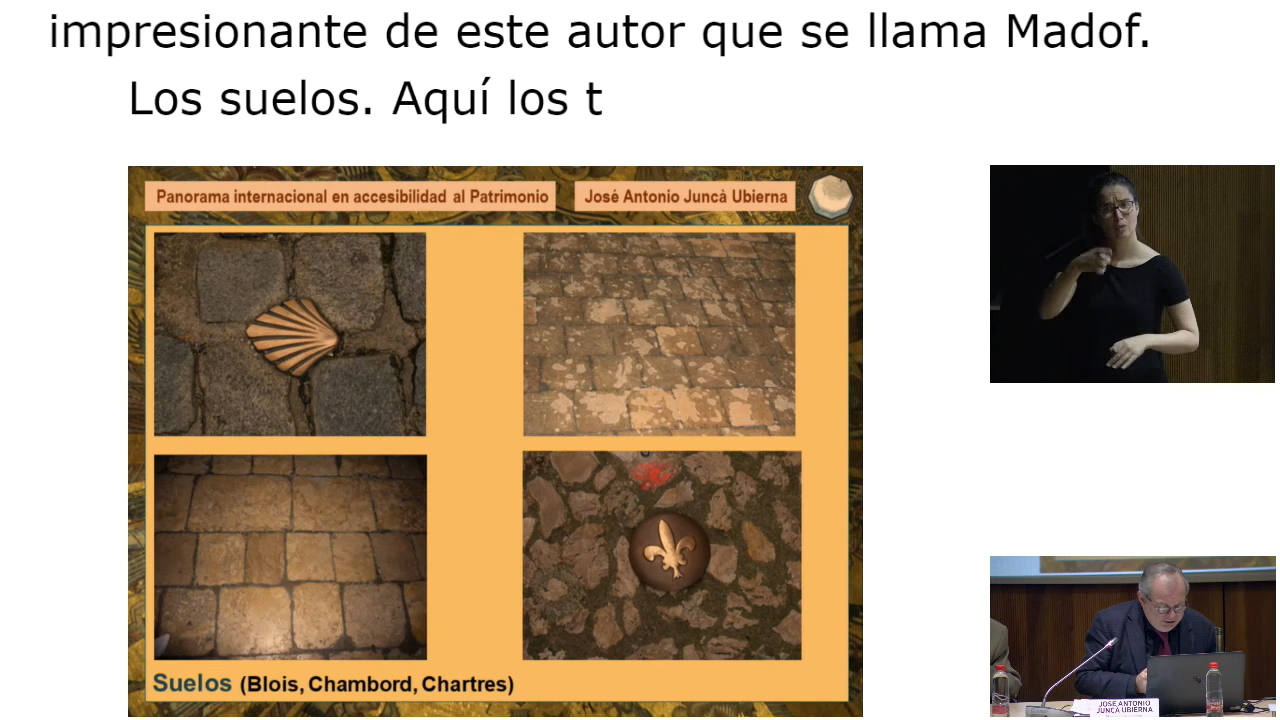 impresionante de este autor que se llama Madof.
Los suelos. Aquí los t
Panorama internacional en accesibilidad al Patrimonio
José Antonio Juncà Ubierna
Suelos (Blois, Chambord, Chartres)
JOSÉ ANTONIO
JUNCÀ UBIERNA